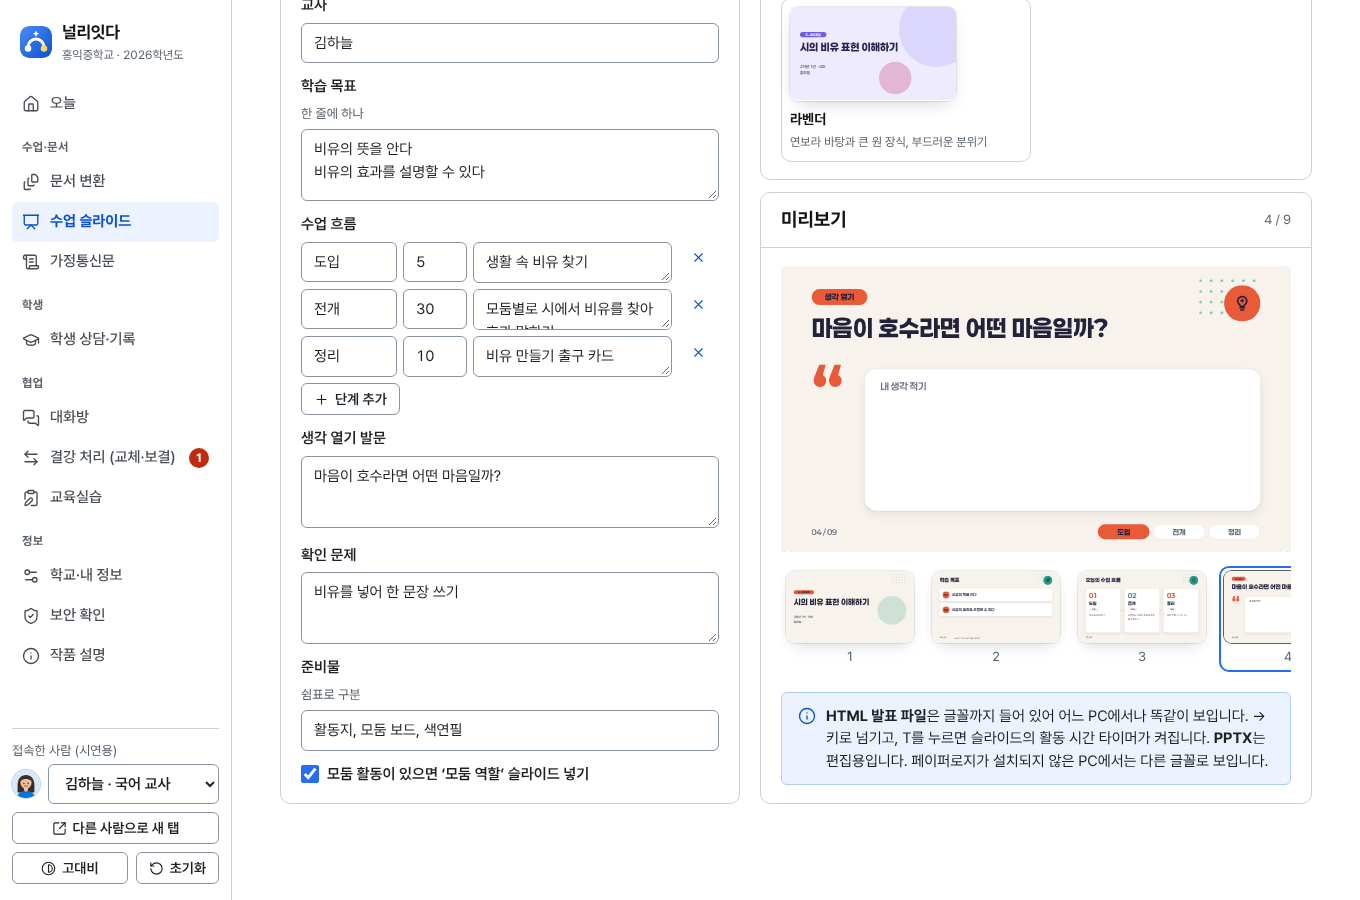 널리잇다
홍익중학교 · 2026학년도
오늘
수업·문서
문서 변환
수업 슬라이드
가정통신문
학생
학생 상담·기록
협업
대화방
결강 처리 (교체·보결)
1
교육실습
정보
학교·내 정보
보안 확인
작품 설명
접속한 사람 (시연용)
김하늘 · 국어 교사
다른 사람으로 새 탭
고대비
초기화
교사
김하늘
학습 목표
한 줄에 하나
비유의 뜻을 안다
비유의 효과를 설명할 수 있다
수업 흐름
도입
5
생활 속 비유 찾기
전개
30
모둠별로 시에서 비유를 찾아
정리
10
비유 만들기 출구 카드
단계 추가
생각 열기 발문
마음이 호수라면 어떤 마음일까?
확인 문제
비유를 넣어 한 문장 쓰기
준비물
쉼표로 구분
활동지, 모둠 보드, 색연필
모둠 활동이 있으면 ‘모둠 역할’ 슬라이드 넣기
시의 비유 표현 이해하기
라벤더
연보라 바탕과 큰 원 장식, 부드러운 분위기
미리보기
4 / 9
생각 열기
마음이 호수라면 어떤 마음일까?
“
내 생각 적기
04 / 09
도입
전개
정리
시의 비유 표현 이해하기
1
학습 목표
2
오늘의 수업 흐름
01
02
03
도입
전개
정리
3
4
HTML 발표 파일은 글꼴까지 들어 있어 어느 PC에서나 똑같이 보입니다. →
키로 넘기고, T를 누르면 슬라이드의 활동 시간 타이머가 켜집니다. PPTX는
편집용입니다. 페이퍼로지가 설치되지 않은 PC에서는 다른 글꼴로 보입니다.